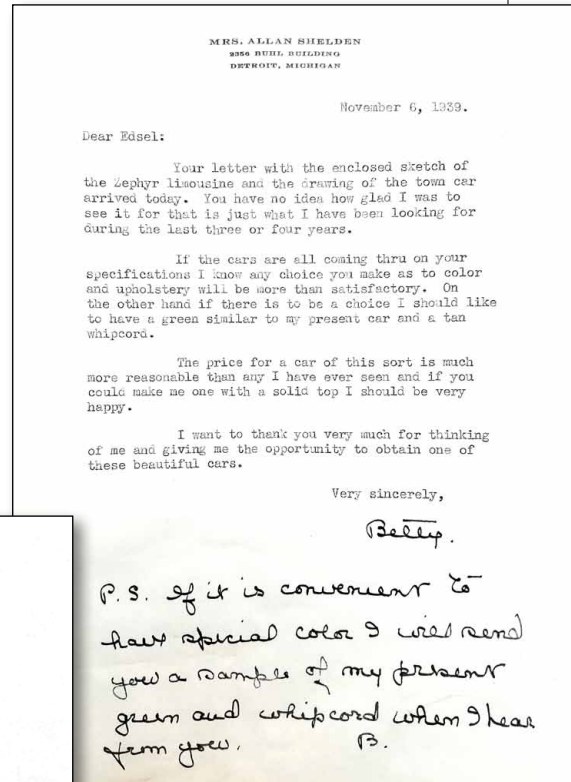 MRS. ALLAN SHELDEN
2356 BUHL BUILDING
DETROIT, MICHIGAN
November 6, 1939.
Dear Edsel:
Your letter with the enclosed sketch of
the Zephyr limousine and the drawing of the town car
arrived today. You have no idea how glad I was to
see it for that is just what I have been looking for
during the last three or four years.
If the cars are all coming thru on your
specifications I know any choice you make as to color
and upholstery will be more than satisfactory. On
the other hand if there is to be a choice I should like
to have a green similar to my present car and a tan
whipcord.
The price for a car of this sort is much
more reasonable than any I have ever seen and if you
could make me one with a solid top I should be very
happy.
I want to thank you very much for thinking
of me and giving me the opportunity to obtain one of
these beautiful cars.
Very sincerely,
Betty.
P.S. If it is convenient to
have special color I will send
you a sample of my present
green and whipcord when I hear
from you. B.